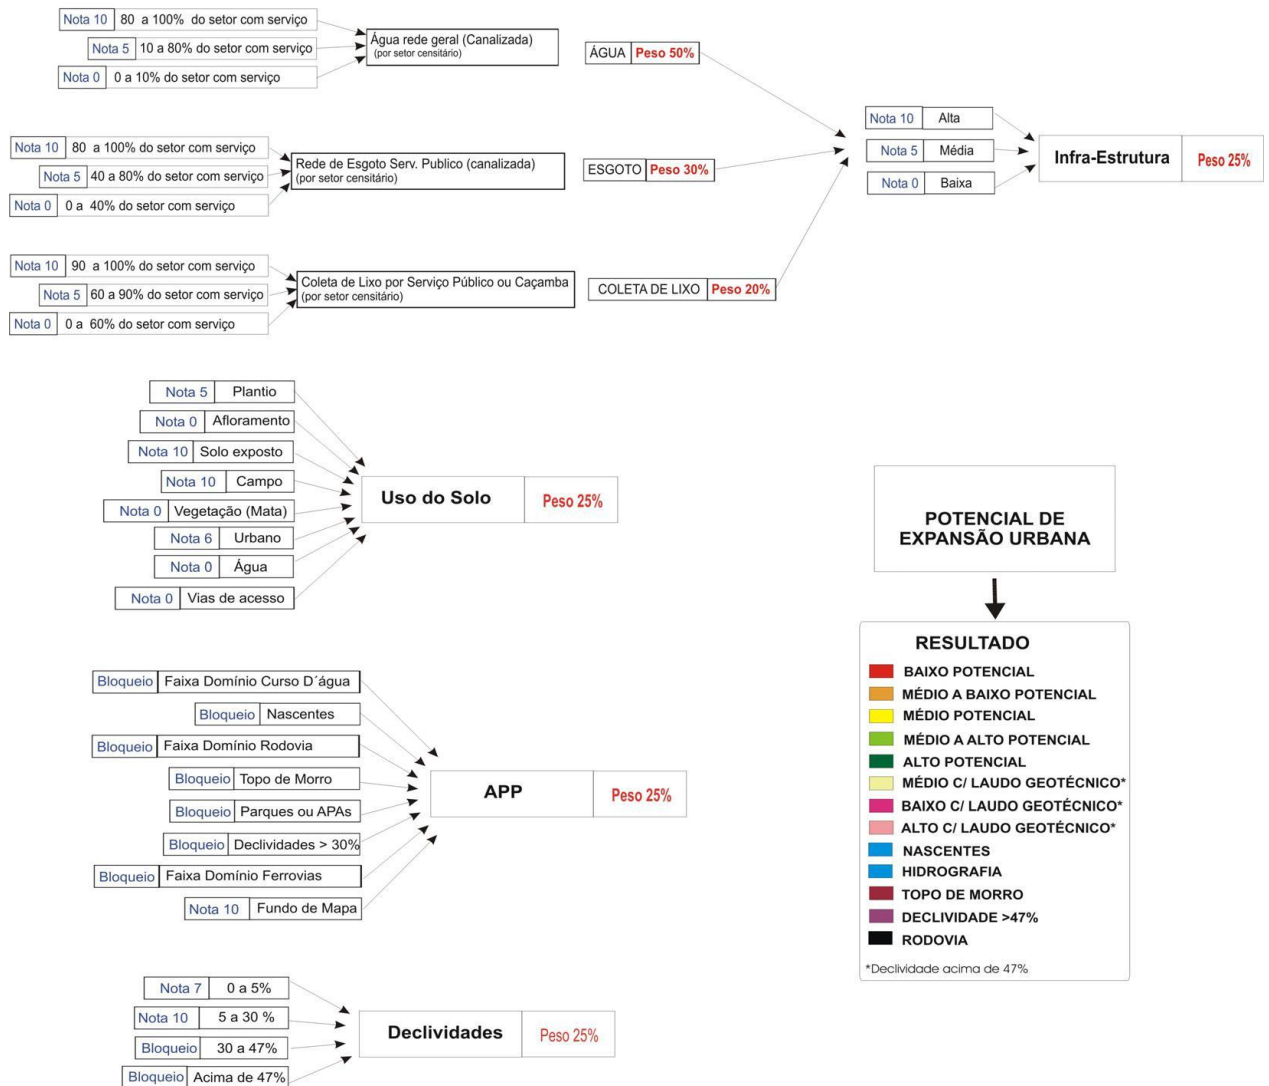 Nota 10 80 a 100% do setor com serviço
Nota 5 10 a 80% do setor com serviço
Nota 0 0 a 10% do setor com serviço
Água rede geral (Canalizada)
(por setor censitário)
ÁGUA Peso 50%
Nota 10 80 a 100% do setor com serviço
Nota 5 40 a 80% do setor com serviço
Nota 0 0 a 40% do setor com serviço
Rede de Esgoto Serv. Publico (canalizada)
(por setor censitário)
ESGOTO Peso 30%
Nota 10 90 a 100% do setor com serviço
Nota 5 60 a 90% do setor com serviço
Nota 0 0 a 60% do setor com serviço
Coleta de Lixo por Serviço Público ou Caçamba
(por setor censitário)
COLETA DE LIXO Peso 20%
Nota 10 Alta
Nota 5 Média
Nota 0 Baixa
Infra-Estrutura Peso 25%
Nota 5 Plantio
Nota 0 Afloramento
Nota 10 Solo exposto
Nota 10 Campo
Nota 0 Vegetação (Mata)
Nota 6 Urbano
Nota 0 Água
Nota 0 Vias de acesso
Uso do Solo Peso 25%
Bloqueio Faixa Domínio Curso D´água
Bloqueio Nascentes
Bloqueio Faixa Domínio Rodovia
Bloqueio Topo de Morro
Bloqueio Parques ou APAs
Bloqueio Declividades > 30%
Bloqueio Faixa Domínio Ferrovias
Nota 10 Fundo de Mapa
APP Peso 25%
Nota 7 0 a 5%
Nota 10 5 a 30 %
Bloqueio 30 a 47%
Bloqueio Acima de 47%
Declividades Peso 25%
POTENCIAL DE
EXPANSÃO URBANA
RESULTADO
BAIXO POTENCIAL
MÉDIO A BAIXO POTENCIAL
MÉDIO POTENCIAL
MÉDIO A ALTO POTENCIAL
ALTO POTENCIAL
MÉDIO C/ LAUDO GEOTÉCNICO*
BAIXO C/ LAUDO GEOTÉCNICO*
ALTO C/ LAUDO GEOTÉCNICO*
NASCENTES
HIDROGRAFIA
TOPO DE MORRO
DECLIVIDADE >47%
RODOVIA
*Declividade acima de 47%